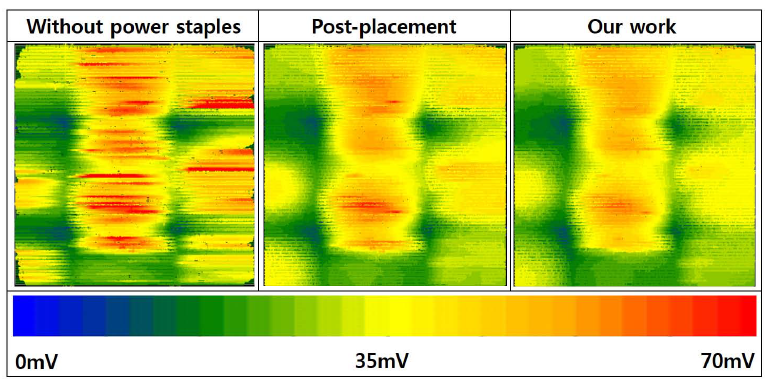 Without power staples
Post-placement
Our work
0mV
35mV
70mV